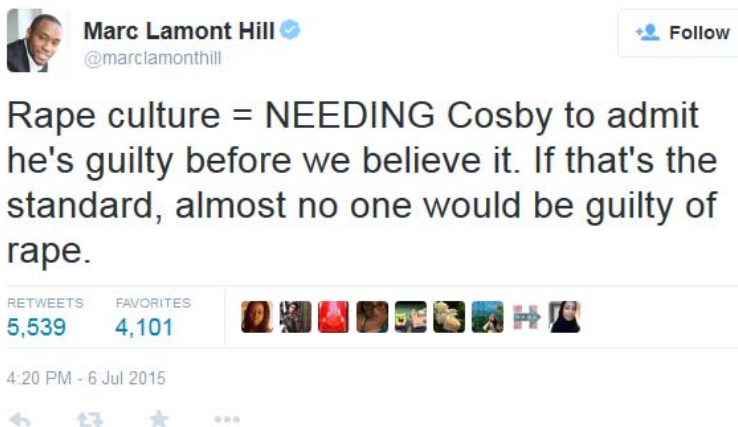 Marc Lamont Hill
@marclamonthill
Follow
Rape culture = NEEDING Cosby to admit
he's guilty before we believe it. If that's the
standard, almost no one would be guilty of
rape.
RETWEETS FAVORITES
5,539 4,101
4:20 PM - 6 Jul 2015